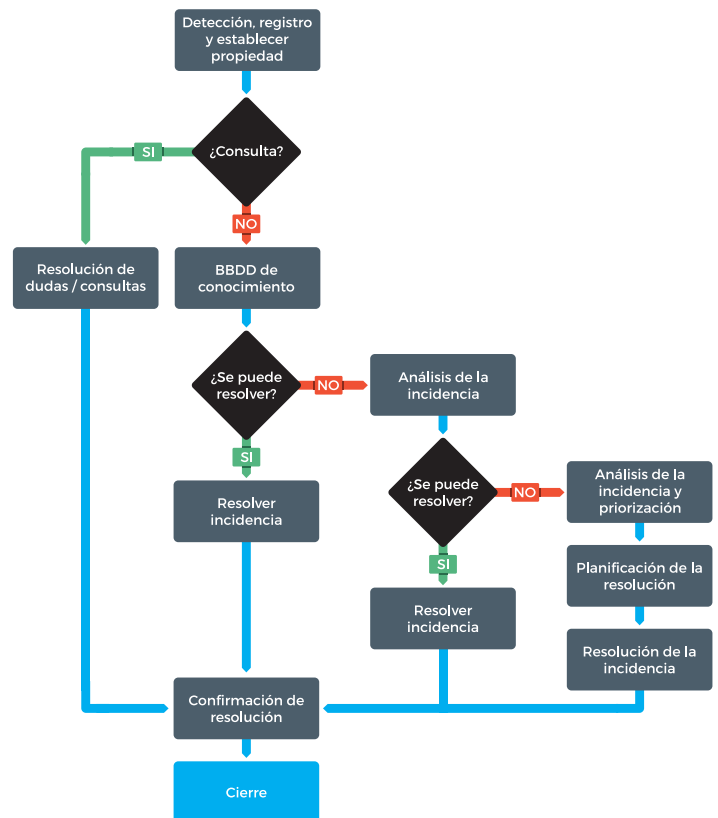 Detección, registro
y establecer
propiedad
¿Consulta?
SI
NO
Resolución de
dudas / consultas
BBDD de
conocimiento
¿Se puede
resolver?
NO
Análisis de la
incidencia
SI
¿Se puede
resolver?
NO
Análisis de la
incidencia y
priorización
Resolver
incidencia
SI
Planificación de la
resolución
Resolver
incidencia
Resolución de la
incidencia
Confirmación de
resolución
Cierre